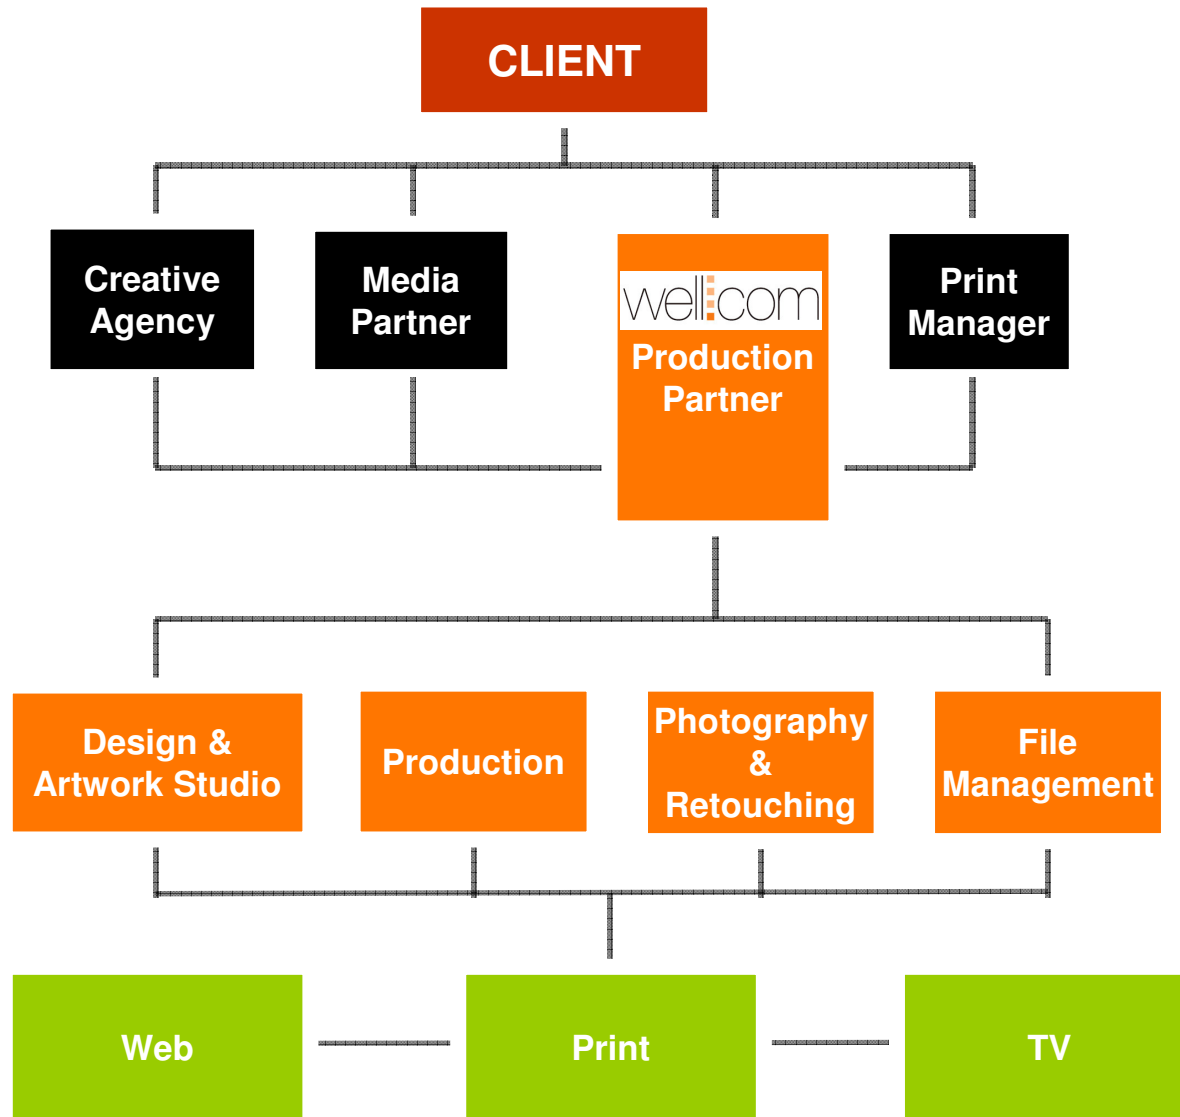 CLIENT
Creative
Agency
Media
Partner
well:com
Production
Partner
Print
Manager
Design &
Artwork Studio
Production
Photography
&
Retouching
File
Management
Web
Print
TV